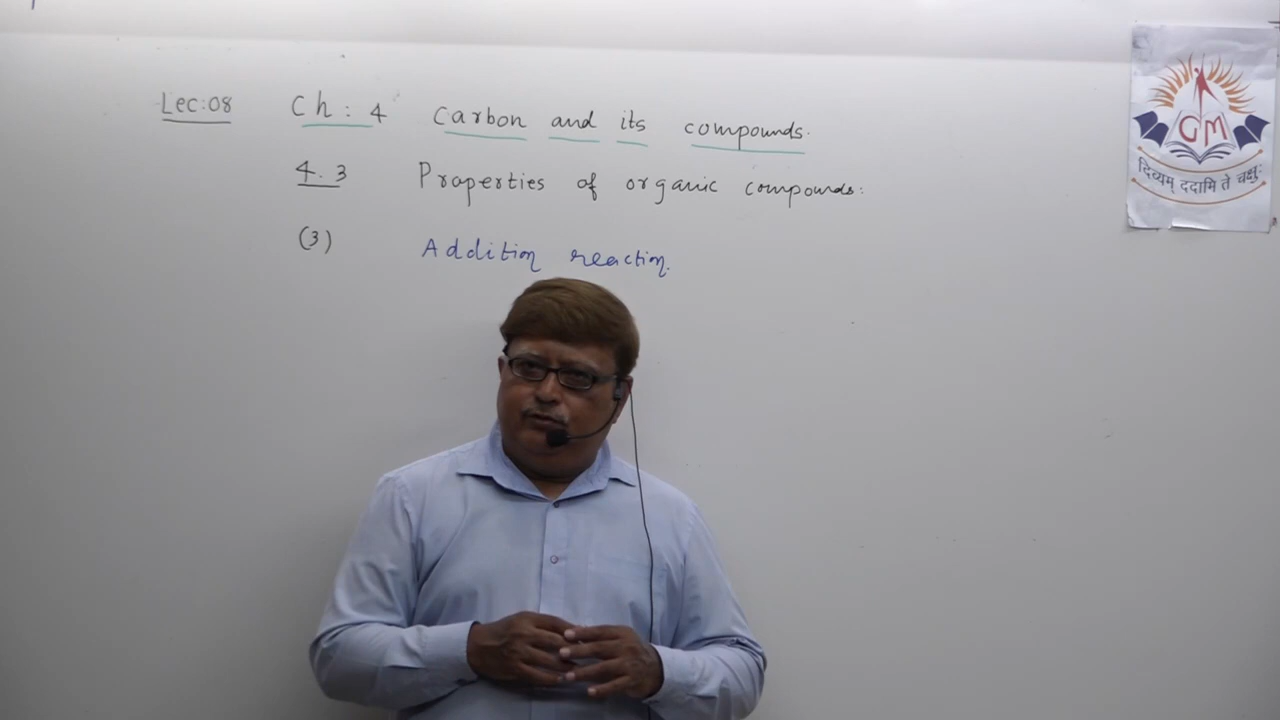 Lec:08 Ch: 4 Carbon and its compounds.
4.3 Properties of organic compounds:
(3) Addition reaction.
GM
दिव्यम् ददामि ते चक्षुः